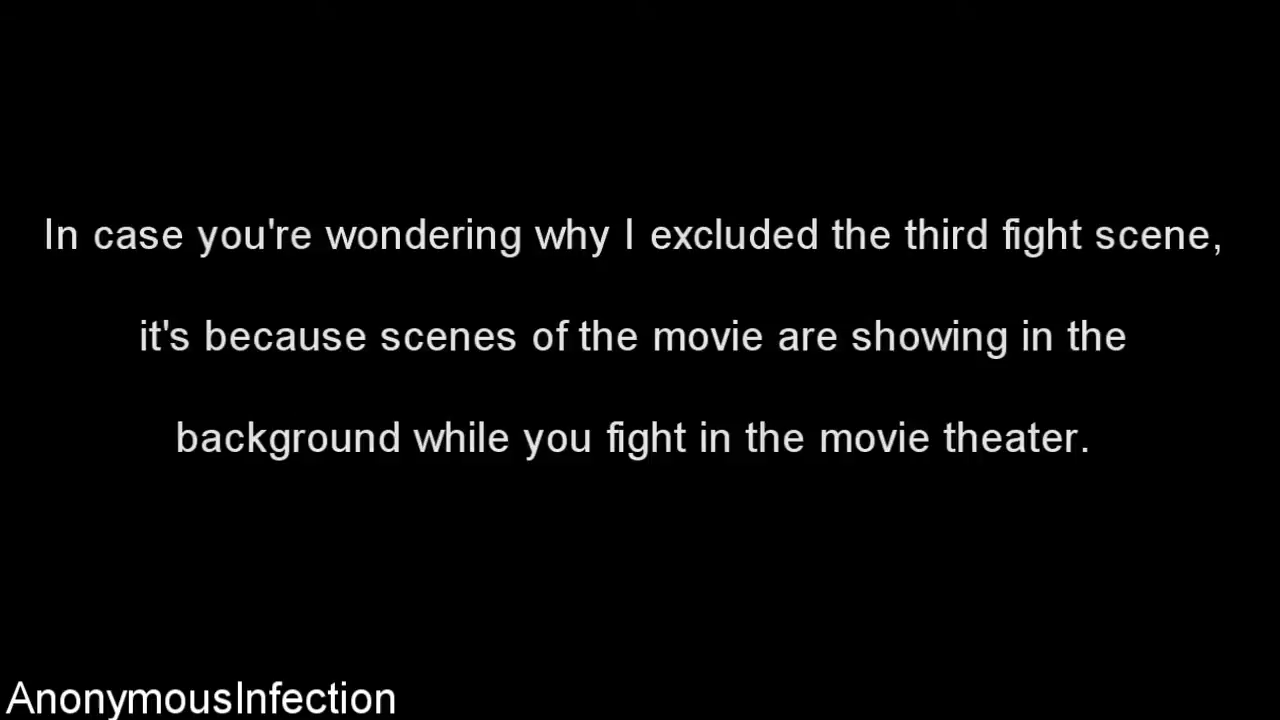 In case you're wondering why I excluded the third fight scene,
it's because scenes of the movie are showing in the
background while you fight in the movie theater.
AnonymousInfection